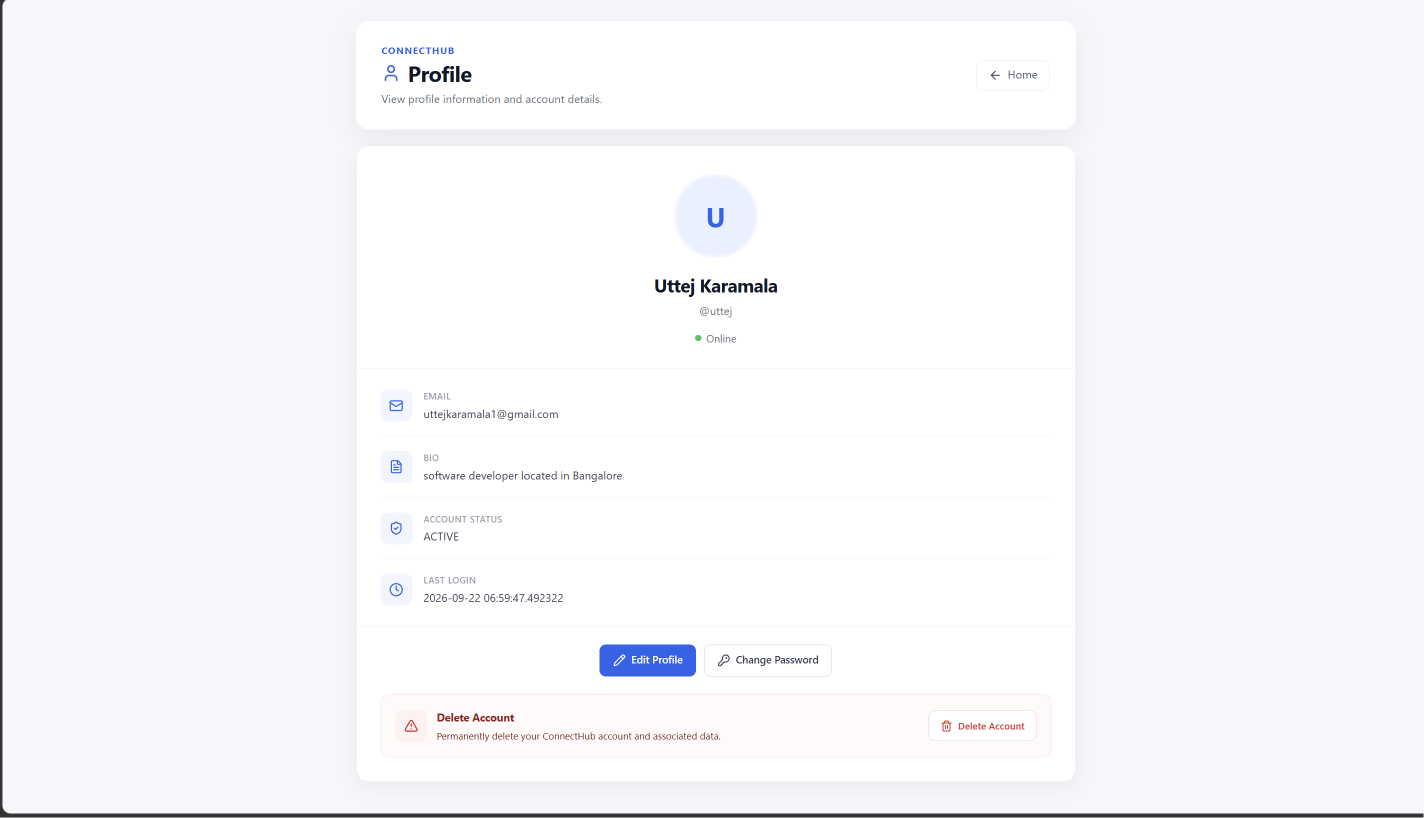 CONNECTHUB
Profile
View profile information and account details.
Home
U
Uttej Karamala
@uttej
Online
EMAIL
uttejkaramala1@gmail.com
BIO
software developer located in Bangalore
ACCOUNT STATUS
ACTIVE
LAST LOGIN
2026-09-22 06:59:47.492322
Edit Profile
Change Password
Delete Account
Permanently delete your ConnectHub account and associated data.
Delete Account